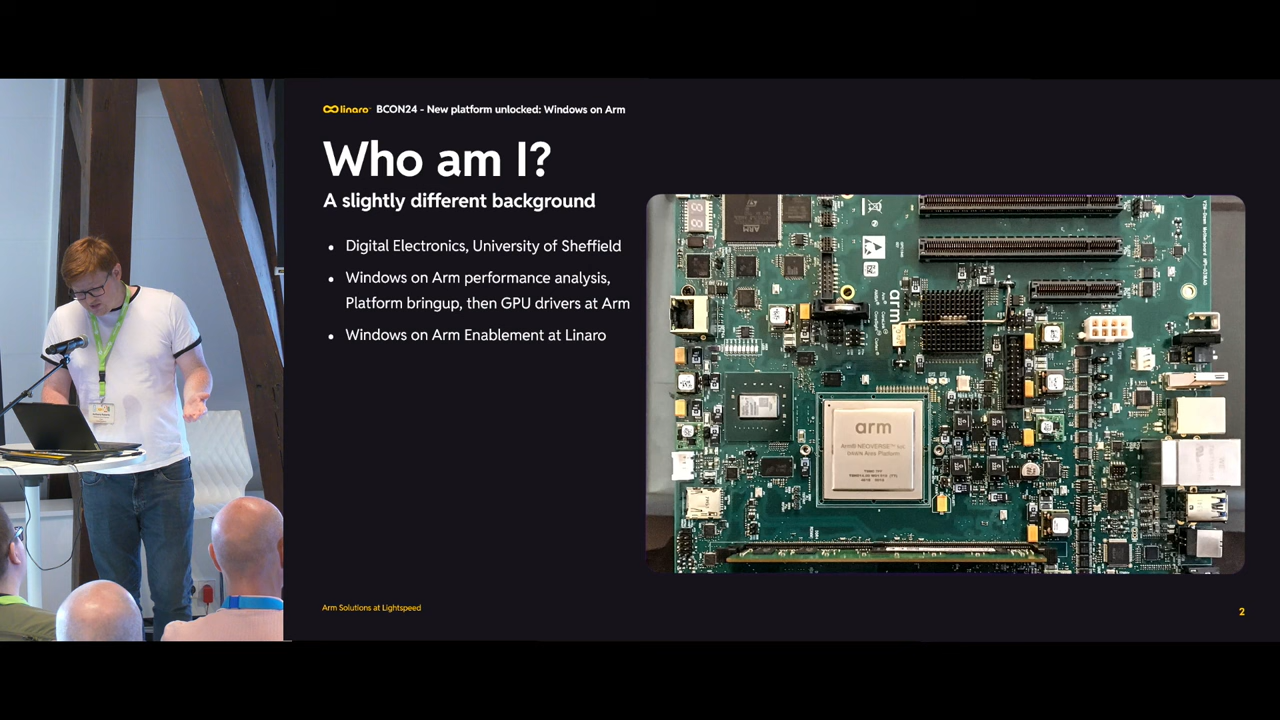 linaro BCON24 - New platform unlocked: Windows on Arm
Who am I?
A slightly different background
• Digital Electronics, University of Sheffield
• Windows on Arm performance analysis,
Platform bringup, then GPU drivers at Arm
• Windows on Arm Enablement at Linaro
arm
arm
Arm® NEOVERSE™
Arm Solutions at Lightspeed
2